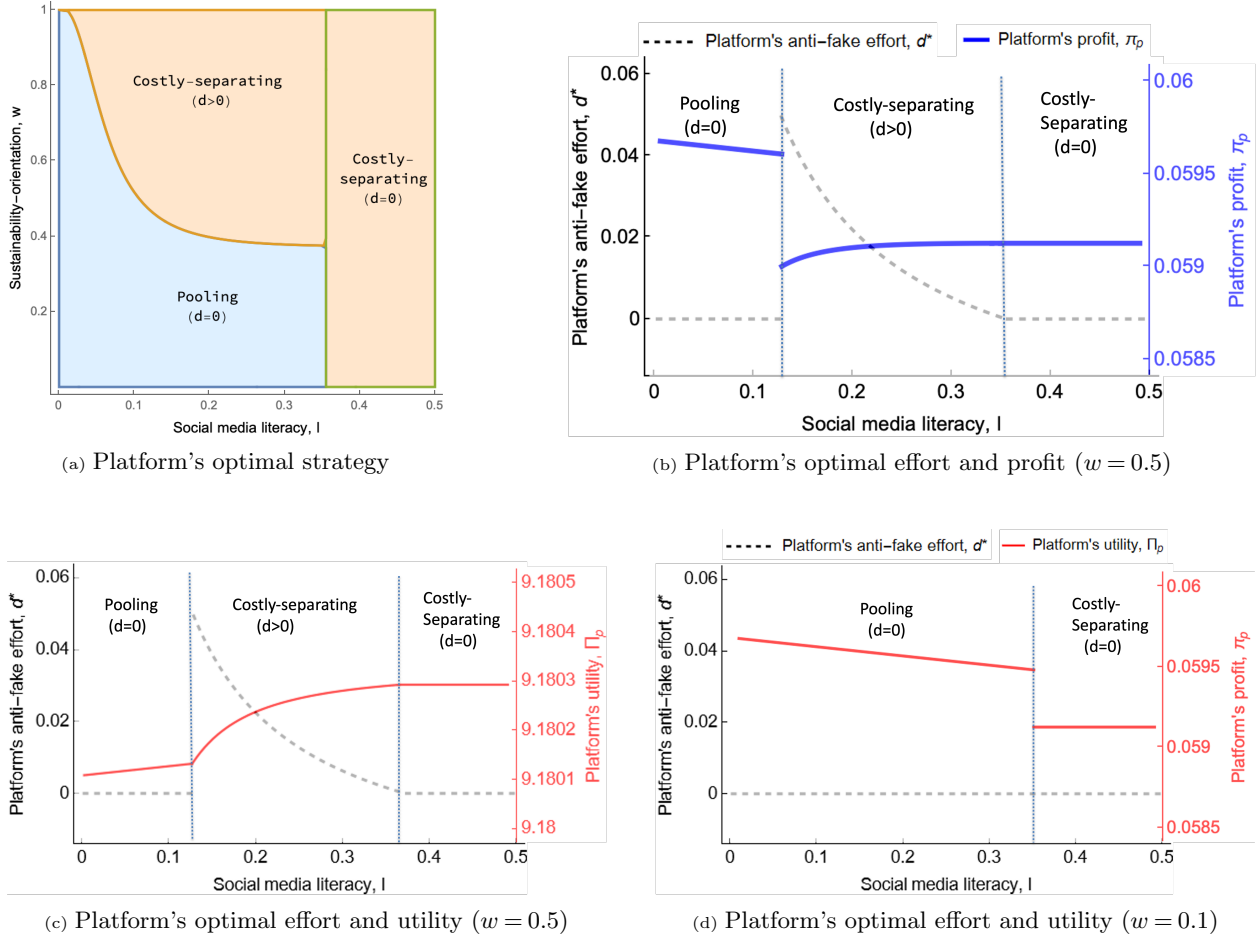 1
0.8
0.6
0.4
0.2
Sustainability-orientation, w
Costly-separating
(d>0)
Costly-
separating
(d=0)
Pooling
(d=0)
0 0.1 0.2 0.3 0.4 0.5
Social media literacy, l
(a) Platform's optimal strategy
Platform's anti-fake effort, d*
Platform's profit, πp
0.06
0.04
0.02
0
Platform's anti-fake effort, d*
Pooling
(d=0)
Costly-separating
(d>0)
Costly-
Separating
(d=0)
0.06
0.0595
0.059
0.0585
Platform's profit, πp
0 0.1 0.2 0.3 0.4 0.5
Social media literacy, l
(b) Platform's optimal effort and profit (w = 0.5)
0.06
0.04
0.02
0
Platform's anti-fake effort, d*
Pooling
(d=0)
Costly-separating
(d>0)
Costly-
Separating
(d=0)
9.1805
9.1804
9.1803
9.1802
9.1801
9.18
Platform's utility, Πp
0 0.1 0.2 0.3 0.4 0.5
Social media literacy, l
(c) Platform's optimal effort and utility (w = 0.5)
Platform's anti-fake effort, d*
Platform's utility, Πp
0.06
0.04
0.02
0
Platform's anti-fake effort, d*
Pooling
(d=0)
Costly-
Separating
(d=0)
0.06
0.0595
0.059
0.0585
Platform's profit, πp
0 0.1 0.2 0.3 0.4 0.5
Social media literacy, l
(d) Platform's optimal effort and utility (w = 0.1)